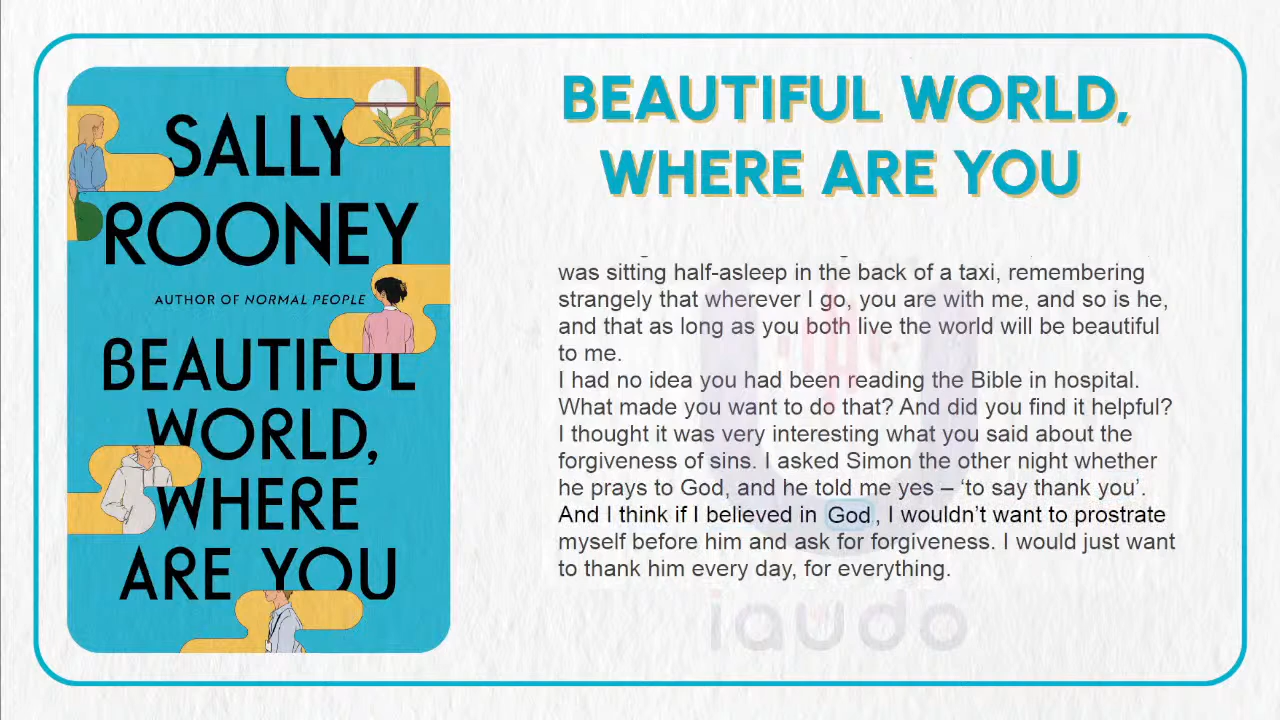 SALLY
ROONEY
AUTHOR OF NORMAL PEOPLE
BEAUTIFUL
WORLD,
WHERE
ARE YOU
BEAUTIFUL WORLD,
WHERE ARE YOU
was sitting half-asleep in the back of a taxi, remembering
strangely that wherever I go, you are with me, and so is he,
and that as long as you both live the world will be beautiful
to me.
I had no idea you had been reading the Bible in hospital.
What made you want to do that? And did you find it helpful?
I thought it was very interesting what you said about the
forgiveness of sins. I asked Simon the other night whether
he prays to God, and he told me yes – ‘to say thank you’.
And I think if I believed in God, I wouldn’t want to prostrate
myself before him and ask for forgiveness. I would just want
to thank him every day, for everything.
iaudo